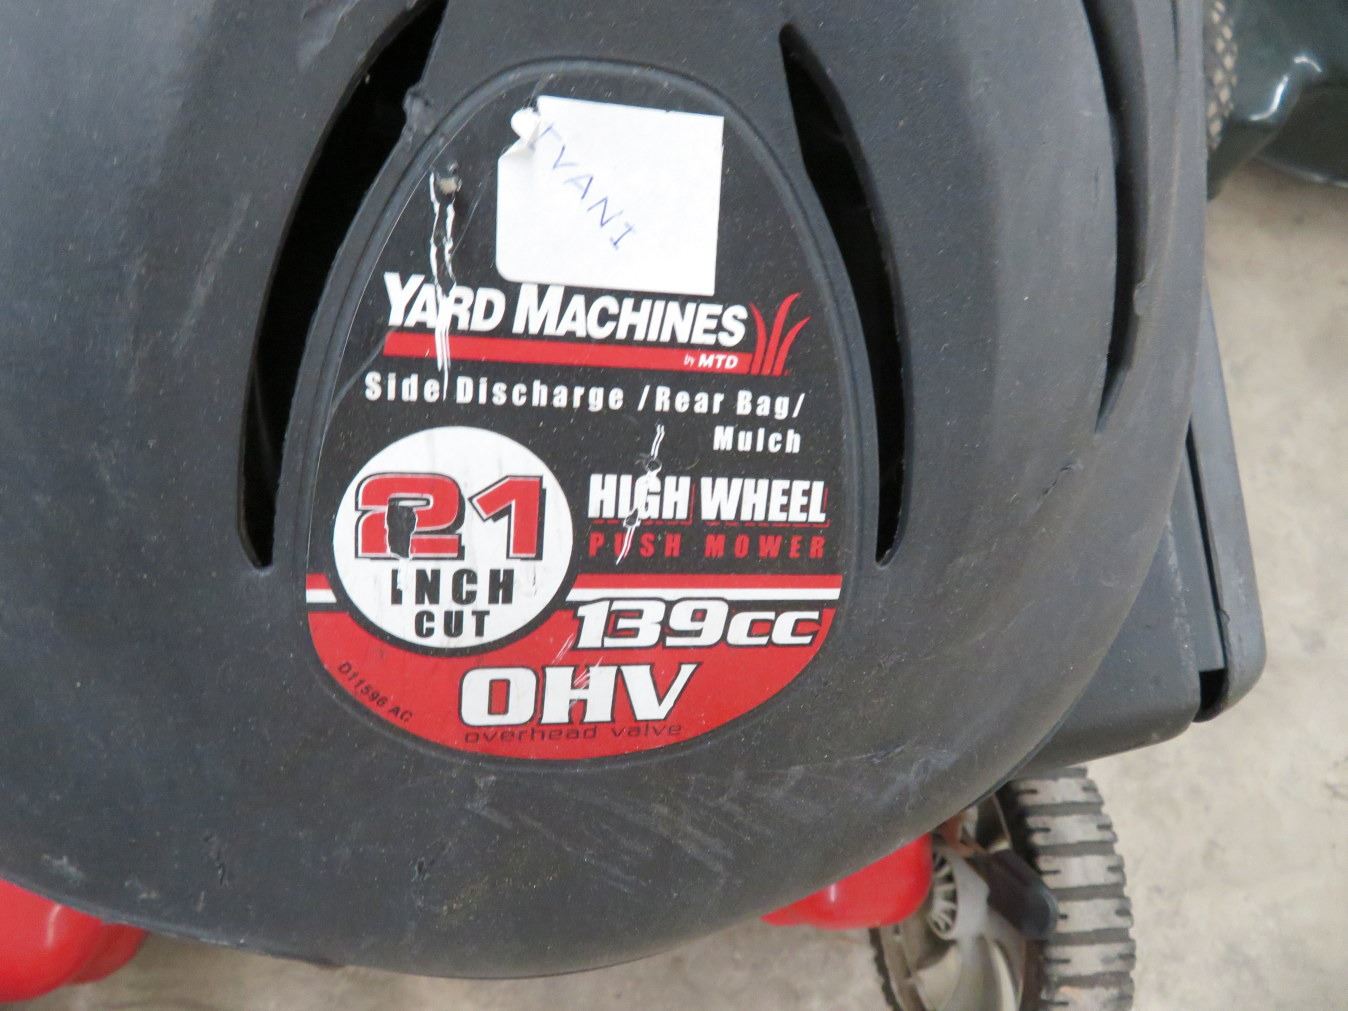 IVANI
YARD MACHINES
by MTD
Side Discharge /Rear Bag/
Mulch
21
INCH
CUT
HIGH WHEEL
PUSH MOWER
139cc
OHV
overhead valve
D11596 AC